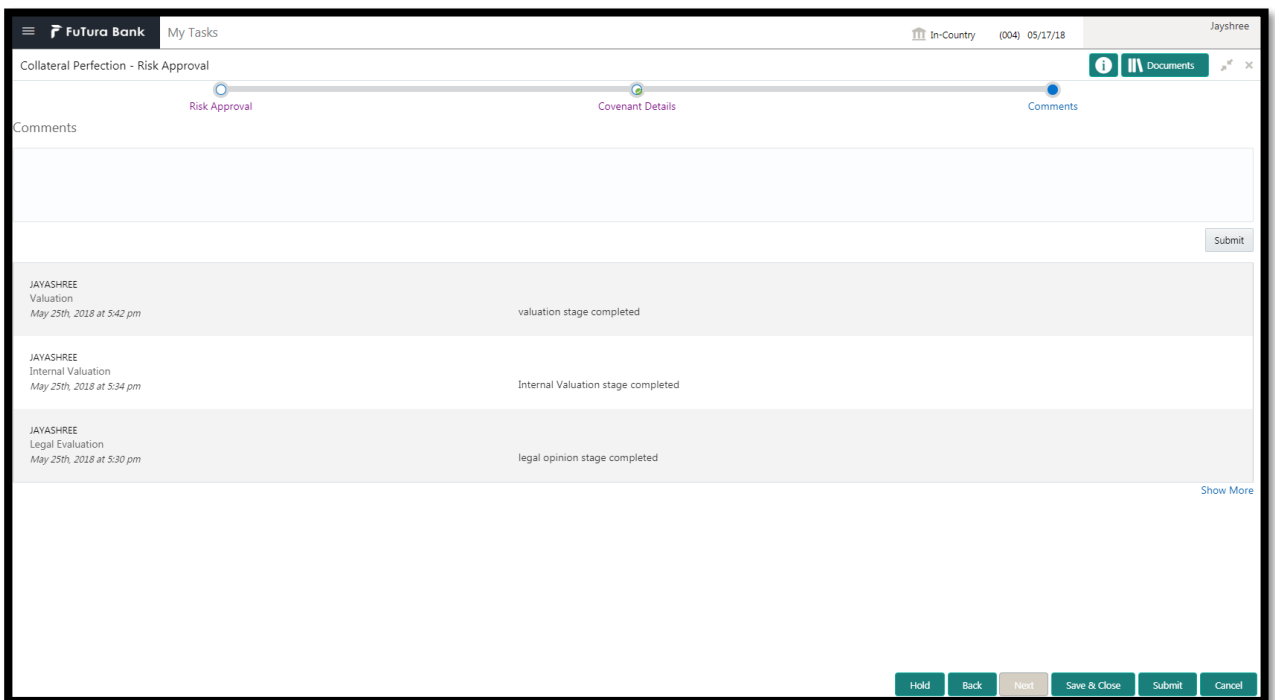 FuTura Bank
My Tasks
In-Country
(004) 05/17/18
Jayshree
Collateral Perfection - Risk Approval
i
Documents
Risk Approval
Covenant Details
Comments
Comments
Submit
JAYASHREE
Valuation
May 25th, 2018 at 5:42 pm
valuation stage completed
JAYASHREE
Internal Valuation
May 25th, 2018 at 5:34 pm
Internal Valuation stage completed
JAYASHREE
Legal Evaluation
May 25th, 2018 at 5:30 pm
legal opinion stage completed
Show More
Hold
Back
Next
Save & Close
Submit
Cancel